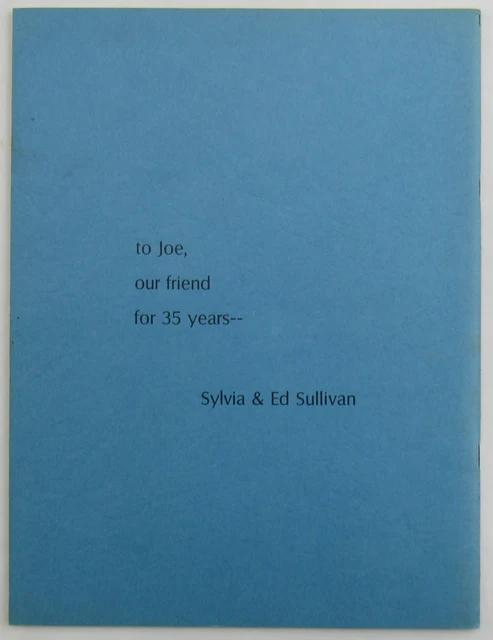 to Joe,
our friend
for 35 years--
Sylvia & Ed Sullivan